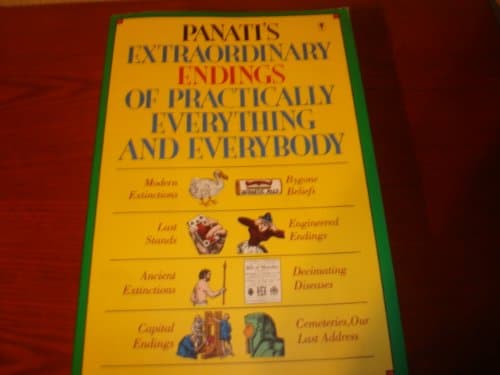 PANATI'S
EXTRAORDINARY
ENDINGS
OF PRACTICALLY
EVERYTHING
AND EVERYBODY
Modern
Extinctions
Bygone
Beliefs
Last
Stands
Engineered
Endings
Ancient
Extinctions
Decimating
Diseases
Capital
Endings
Cemeteries, Our
Last Address